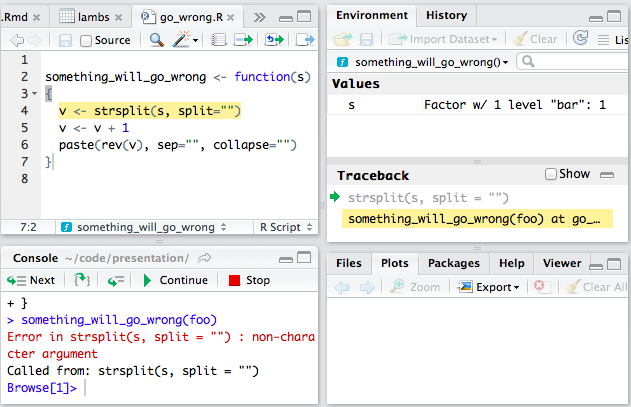 .Rmd
lambs
go_wrong.R
Source
1
2 something_will_go_wrong <- function(s)
3 {
4 v <- strsplit(s, split="")
5 v <- v + 1
6 paste(rev(v), sep="", collapse="")
7 }
8
7:2 something_will_go_wrong R Script
Console ~/code/presentation/
Next Continue Stop
+ }
> something_will_go_wrong(foo)
Error in strsplit(s, split = "") : non-chara
cter argument
Called from: strsplit(s, split = "")
Browse[1]>
Environment History
Import Dataset Clear Lis
something_will_go_wrong()
Values
s Factor w/ 1 level "bar": 1
Traceback Show
strsplit(s, split = "")
something_will_go_wrong(foo) at go_…
Files Plots Packages Help Viewer
Zoom Export Clear All